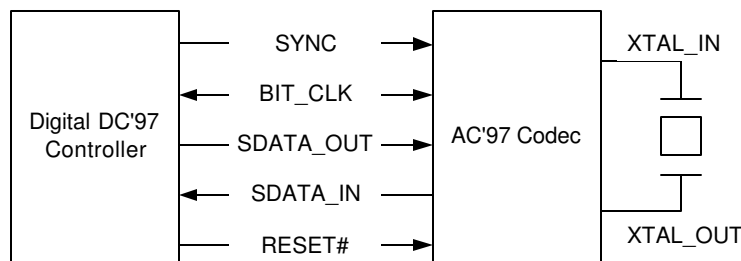 Digital DC'97
Controller
SYNC
BIT_CLK
SDATA_OUT
SDATA_IN
RESET#
AC'97 Codec
XTAL_IN
XTAL_OUT